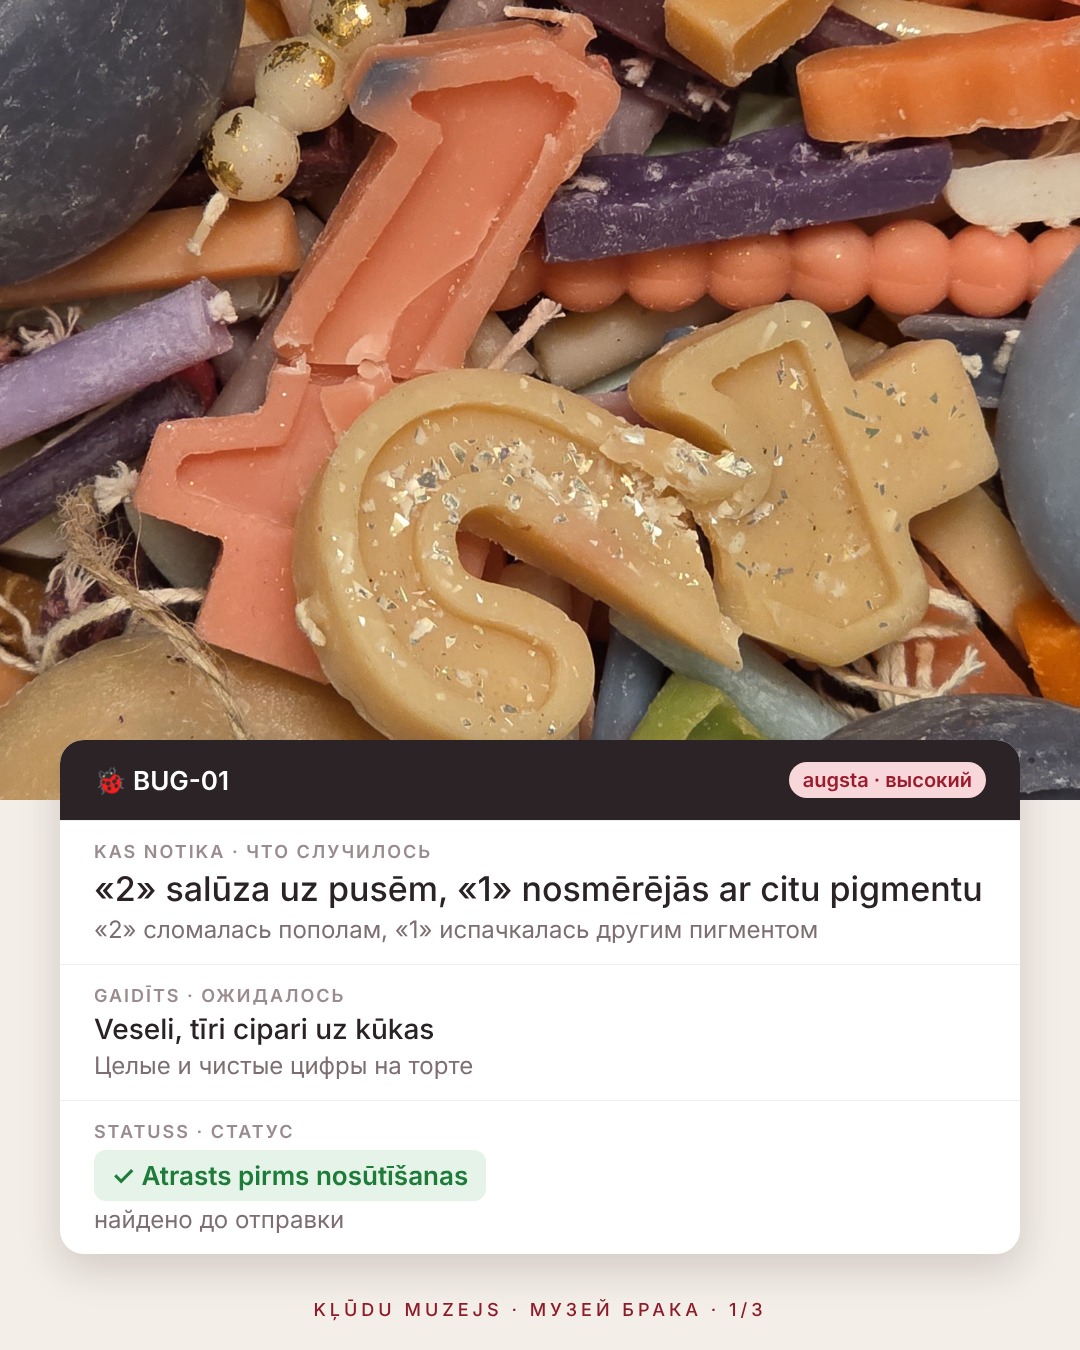 🐞 BUG-01
augsta · высокий
KAS NOTIKA · ЧТО СЛУЧИЛОСЬ
«2» salūza uz pusēm, «1» nosmērējās ar citu pigmentu
«2» сломалась пополам, «1» испачкалась другим пигментом
GAIDĪTS · ОЖИДАЛОСЬ
Veseli, tīri cipari uz kūkas
Целые и чистые цифры на торте
STATUSS · СТАТУС
✓ Atrasts pirms nosūtīšanas
найдено до отправки
KĻŪDU MUZEJS · МУЗЕЙ БРАКА · 1/3